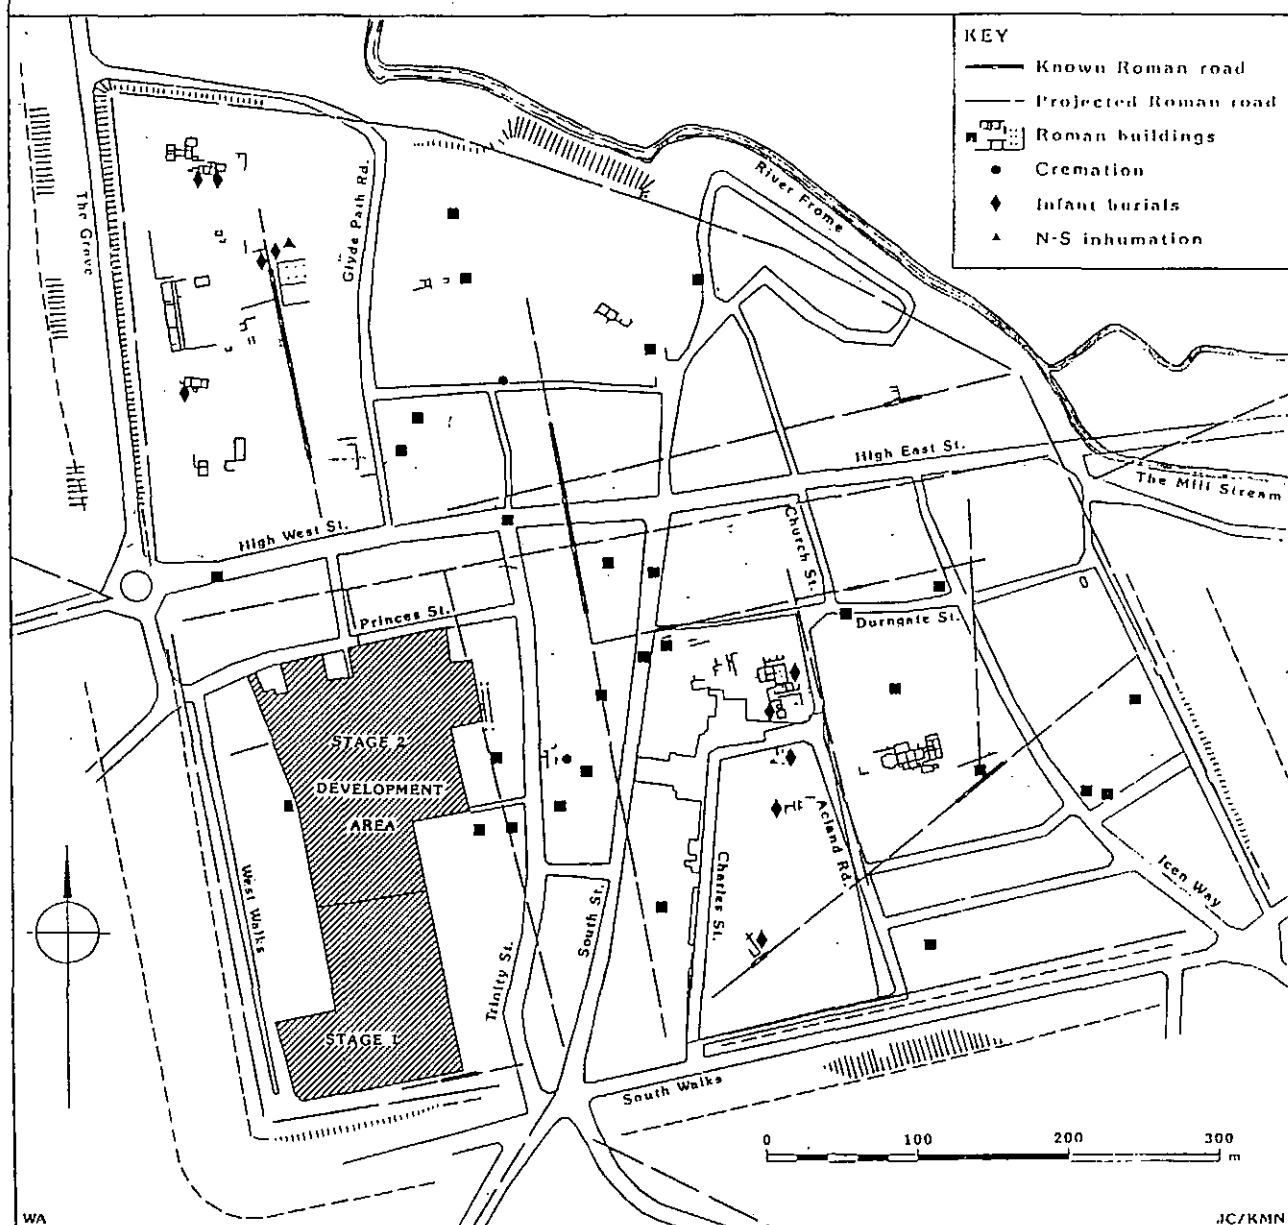 KEY
Known Roman road
Projected Roman road
Roman buildings
Cremation
Infant burials
N-S inhumation
The Grove
Glyde Path Rd.
River Frome
High East St.
The Mill Stream
High West St.
Church St.
Princes St.
Durngate St.
STAGE 2
DEVELOPMENT
AREA
STAGE 1
West Walks
Trinity St.
South St.
Charles St.
Acland Rd.
Icen Way
South Walks
0 100 200 300
m
WA
JC/KMN